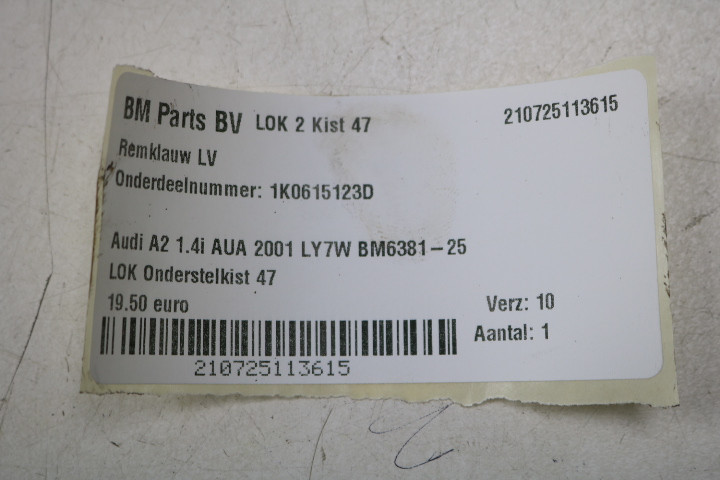 BM Parts BV LOK 2 Kist 47 210725113615
Remklauw LV
Onderdeelnummer: 1K0615123D
Audi A2 1.4i AUA 2001 LY7W BM6381-25
LOK Onderstelkist 47
19.50 euro Verz: 10
Aantal: 1
210725113615